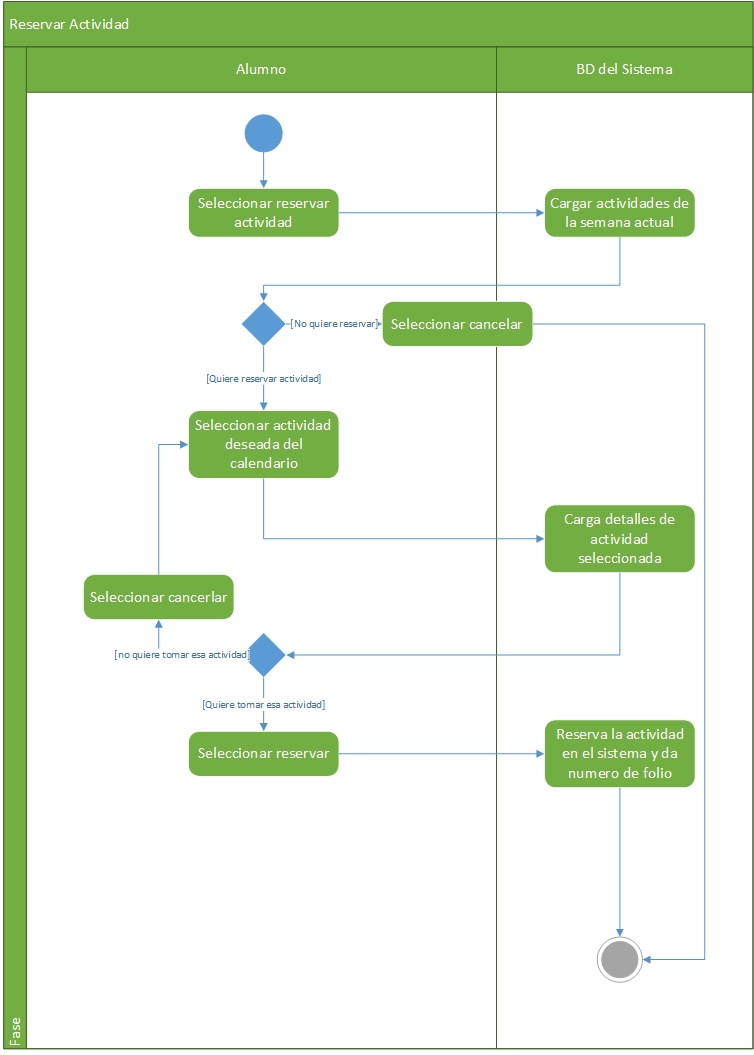 Reservar Actividad
Alumno
BD del Sistema
Seleccionar reservar
actividad
Cargar actividades de
la semana actual
[No quiere reservar]
Seleccionar cancelar
[Quiere reservar actividad]
Seleccionar actividad
deseada del
calendario
Carga detalles de
actividad
seleccionada
Seleccionar cancerlar
[no quiere tomar esa actividad]
[Quiere tomar esa actividad]
Seleccionar reservar
Reserva la actividad
en el sistema y da
numero de folio
Fase